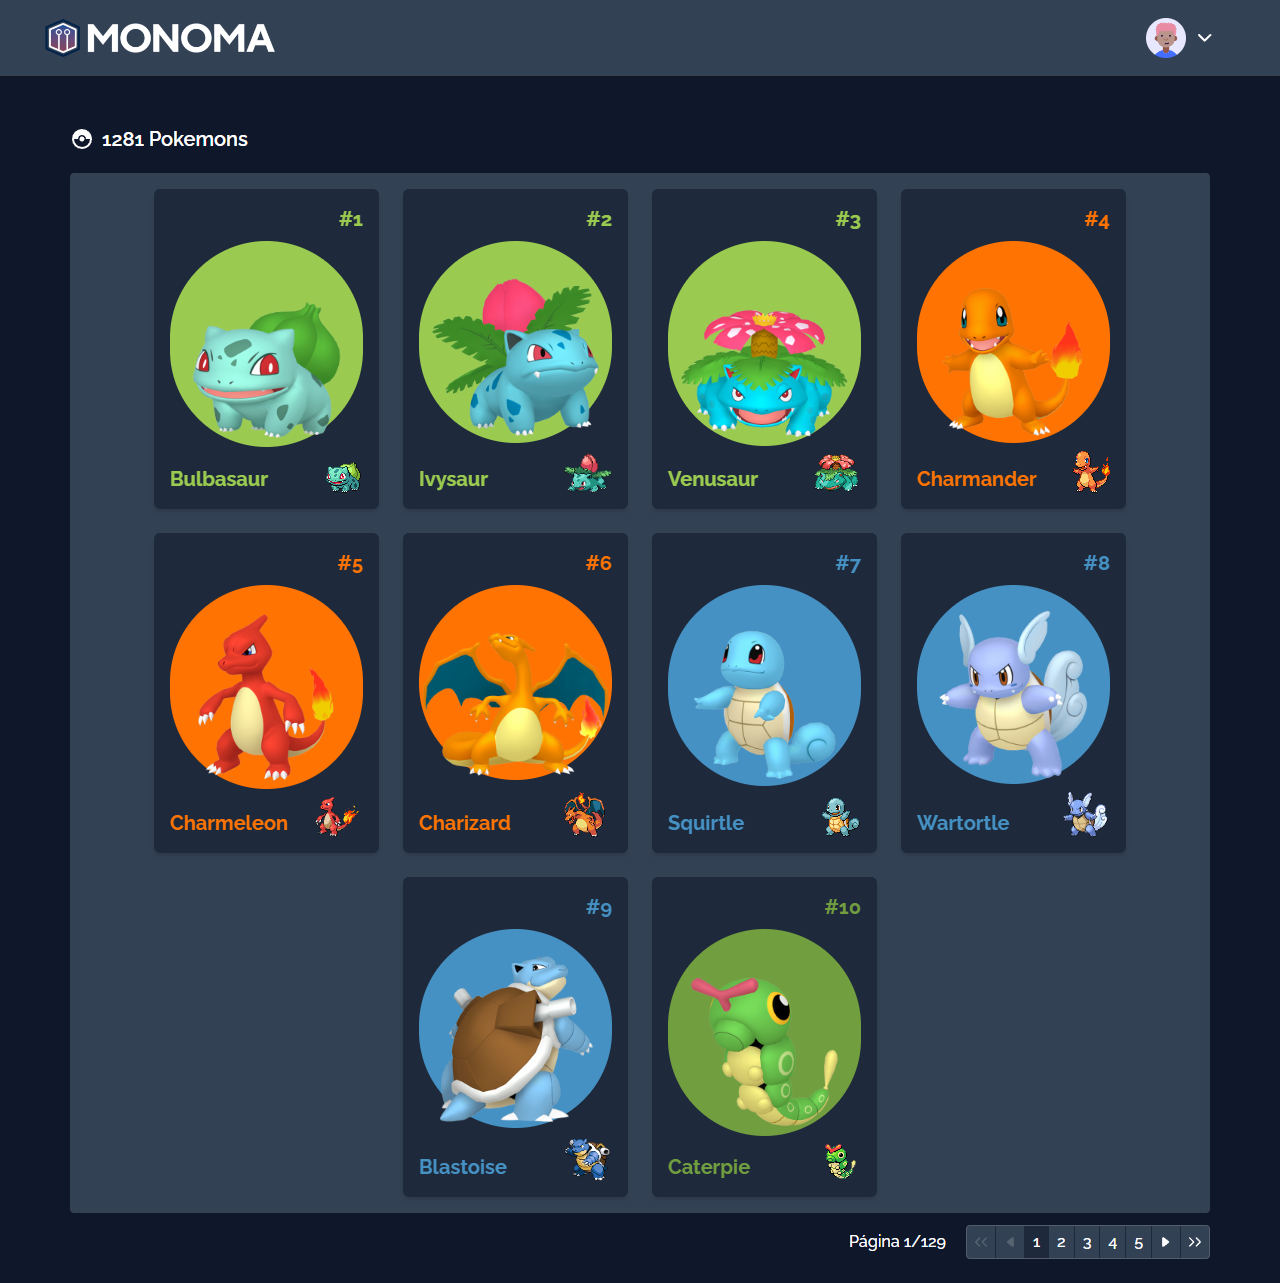 MONOMA
1281 Pokemons
#1
#2
#3
#4
Bulbasaur
Ivysaur
Venusaur
Charmander
#5
#6
#7
#8
Charmeleon
Charizard
Squirtle
Wartortle
#9
#10
Blastoise
Caterpie
Página 1/129
1 2 3 4 5